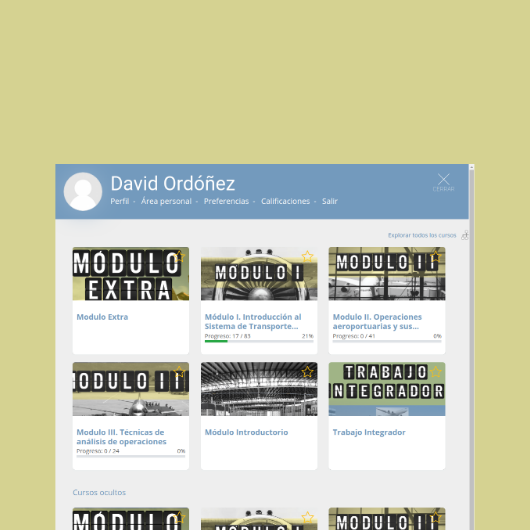 David Ordóñez
CERRAR
Perfil - Área personal - Preferencias - Calificaciones - Salir
Explorar todos los cursos
MÓDULO
EXTRA
MÓDULO I
MÓDULO II
Modulo Extra
Módulo I. Introducción al
Sistema de Transporte...
Progreso: 17 / 83 21%
Modulo II. Operaciones
aeroportuarias y sus...
Progreso: 0 / 41 0%
MODULO III
TRABAJO
INTEGRADOR
Modulo III. Técnicas de
análisis de operaciones
Progreso: 0 / 24 0%
Módulo Introductorio
Trabajo Integrador
Cursos ocultos
MÓDULO
MODULO I
MODULO II